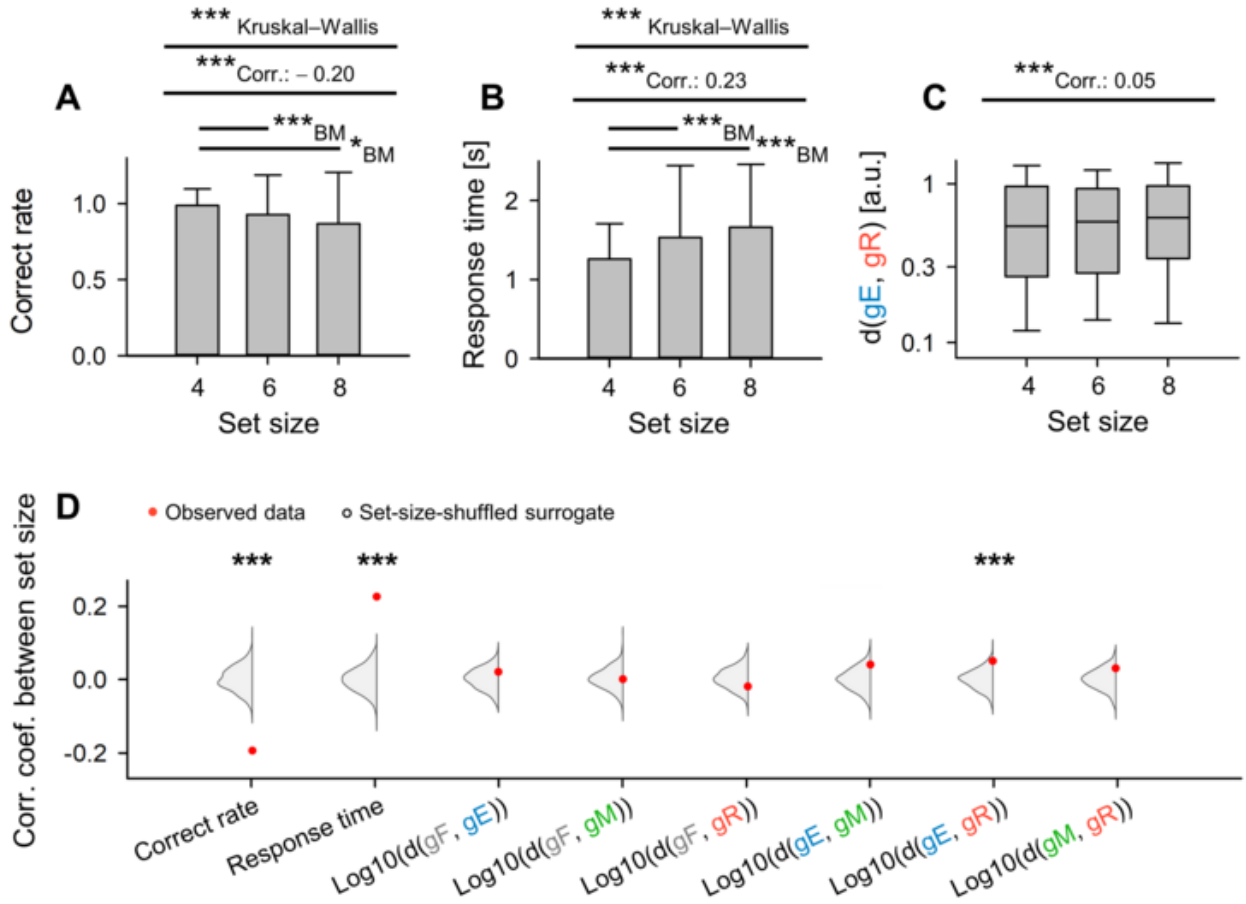 *** Kruskal–Wallis
***Corr.: – 0.20
A
***BM
*BM
Correct rate
1.0
0.5
0.0
4 6 8
Set size
*** Kruskal–Wallis
***Corr.: 0.23
B
***BM
***BM
Response time [s]
2
1
0
4 6 8
Set size
***Corr.: 0.05
C
d(gE, gR) [a.u.]
1
0.3
0.1
4 6 8
Set size
D
Observed data
Set-size-shuffled surrogate
*** *** ***
Corr. coef. between set size
0.2
0.0
-0.2
Correct rate
Response time
Log10(d(gF, gE))
Log10(d(gF, gM))
Log10(d(gF, gR))
Log10(d(gE, gM))
Log10(d(gE, gR))
Log10(d(gM, gR))